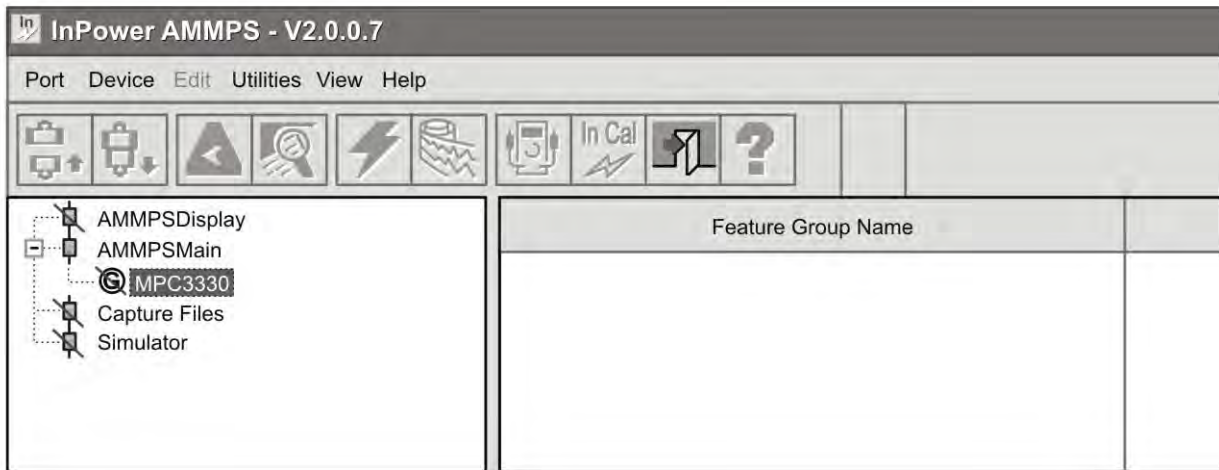 In
InPower AMMPS - V2.0.0.7
Port Device Edit Utilities View Help
In Cal
?
Feature Group Name
AMMPSDisplay
AMMPSMain
G MPC3330
Capture Files
Simulator